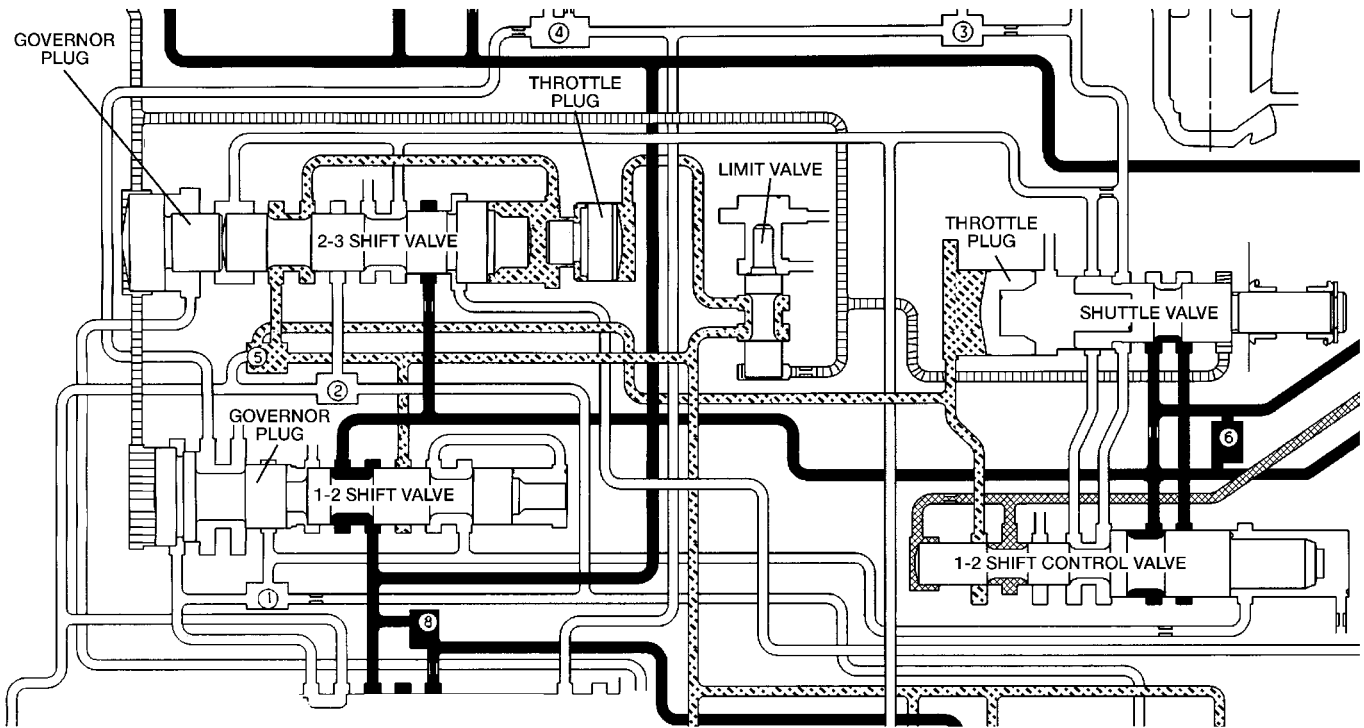 ④
③
GOVERNOR
PLUG
THROTTLE
PLUG
LIMIT VALVE
THROTTLE
PLUG
2-3 SHIFT VALVE
SHUTTLE VALVE
⑤
②
GOVERNOR
PLUG
⑥
1-2 SHIFT VALVE
1-2 SHIFT CONTROL VALVE
①
⑧